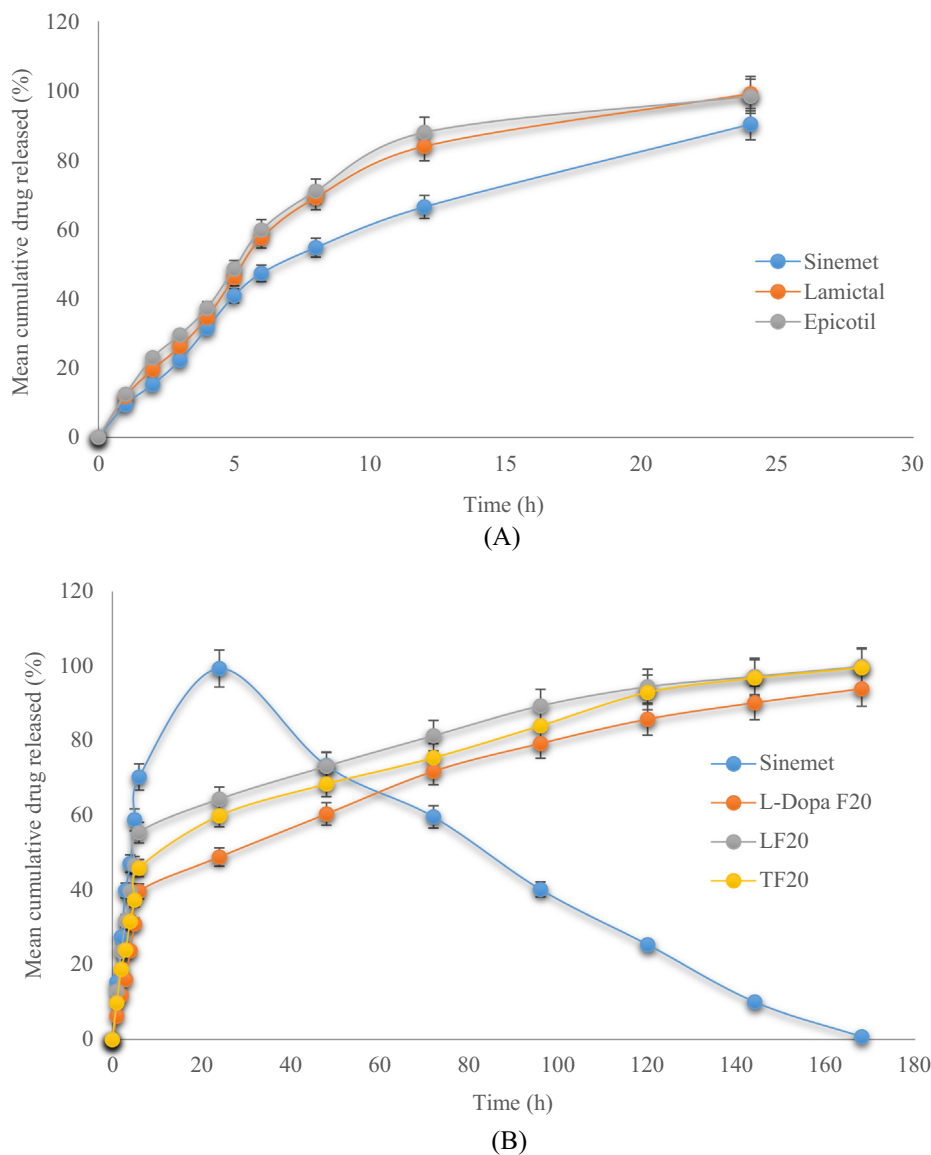 120
100
80
60
40
20
0
Mean cumulative drug released (%)
Sinemet
Lamictal
Epicotil
0 5 10 15 20 25 30
Time (h)
(A)
120
100
80
60
40
20
0
Mean cumulative drug released (%)
Sinemet
L-Dopa F20
LF20
TF20
0 20 40 60 80 100 120 140 160 180
Time (h)
(B)